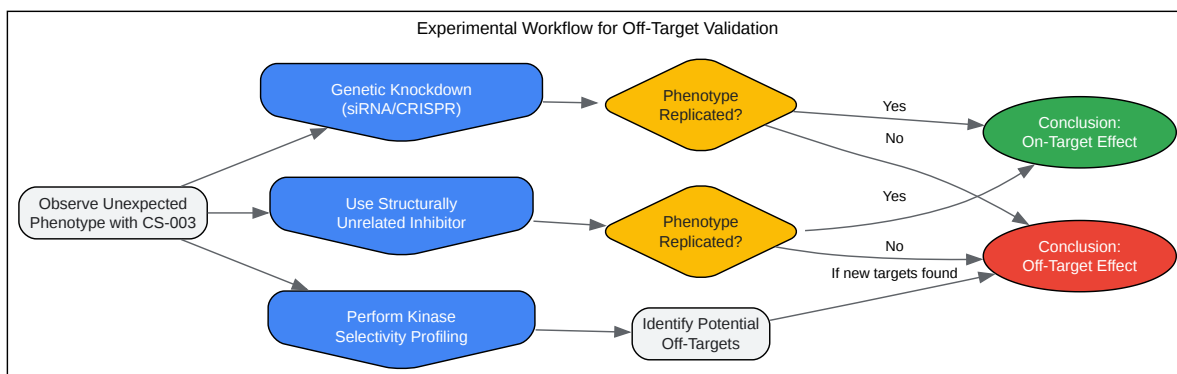 Experimental Workflow for Off-Target Validation
Genetic Knockdown
(siRNA/CRISPR)
Phenotype
Replicated?
Yes
No
Conclusion:
On-Target Effect
Observe Unexpected
Phenotype with CS-003
Use Structurally
Unrelated Inhibitor
Phenotype
Replicated?
Yes
No
Conclusion:
Off-Target Effect
If new targets found
Perform Kinase
Selectivity Profiling
Identify Potential
Off-Targets